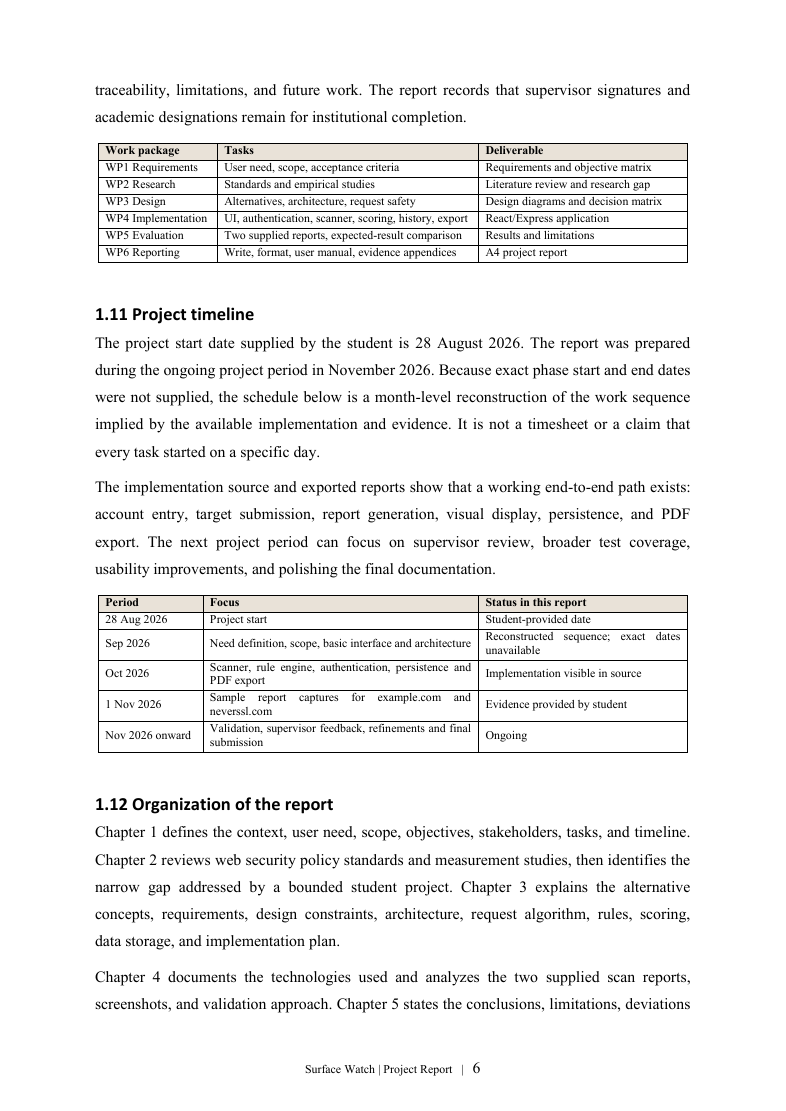 traceability, limitations, and future work. The report records that supervisor signatures and
academic designations remain for institutional completion.
Work package Tasks Deliverable
WP1 Requirements User need, scope, acceptance criteria Requirements and objective matrix
WP2 Research Standards and empirical studies Literature review and research gap
WP3 Design Alternatives, architecture, request safety Design diagrams and decision matrix
WP4 Implementation UI, authentication, scanner, scoring, history, export React/Express application
WP5 Evaluation Two supplied reports, expected-result comparison Results and limitations
WP6 Reporting Write, format, user manual, evidence appendices A4 project report
1.11 Project timeline
The project start date supplied by the student is 28 August 2026. The report was prepared
during the ongoing project period in November 2026. Because exact phase start and end dates
were not supplied, the schedule below is a month-level reconstruction of the work sequence
implied by the available implementation and evidence. It is not a timesheet or a claim that
every task started on a specific day.
The implementation source and exported reports show that a working end-to-end path exists:
account entry, target submission, report generation, visual display, persistence, and PDF
export. The next project period can focus on supervisor review, broader test coverage,
usability improvements, and polishing the final documentation.
Period Focus Status in this report
28 Aug 2026 Project start Student-provided date
Sep 2026 Need definition, scope, basic interface and architecture Reconstructed sequence; exact dates
unavailable
Oct 2026 Scanner, rule engine, authentication, persistence and
PDF export Implementation visible in source
1 Nov 2026 Sample report captures for example.com and
neverssl.com Evidence provided by student
Nov 2026 onward Validation, supervisor feedback, refinements and final
submission Ongoing
1.12 Organization of the report
Chapter 1 defines the context, user need, scope, objectives, stakeholders, tasks, and timeline.
Chapter 2 reviews web security policy standards and measurement studies, then identifies the
narrow gap addressed by a bounded student project. Chapter 3 explains the alternative
concepts, requirements, design constraints, architecture, request algorithm, rules, scoring,
data storage, and implementation plan.
Chapter 4 documents the technologies used and analyzes the two supplied scan reports,
screenshots, and validation approach. Chapter 5 states the conclusions, limitations, deviations
Surface Watch | Project Report | 6